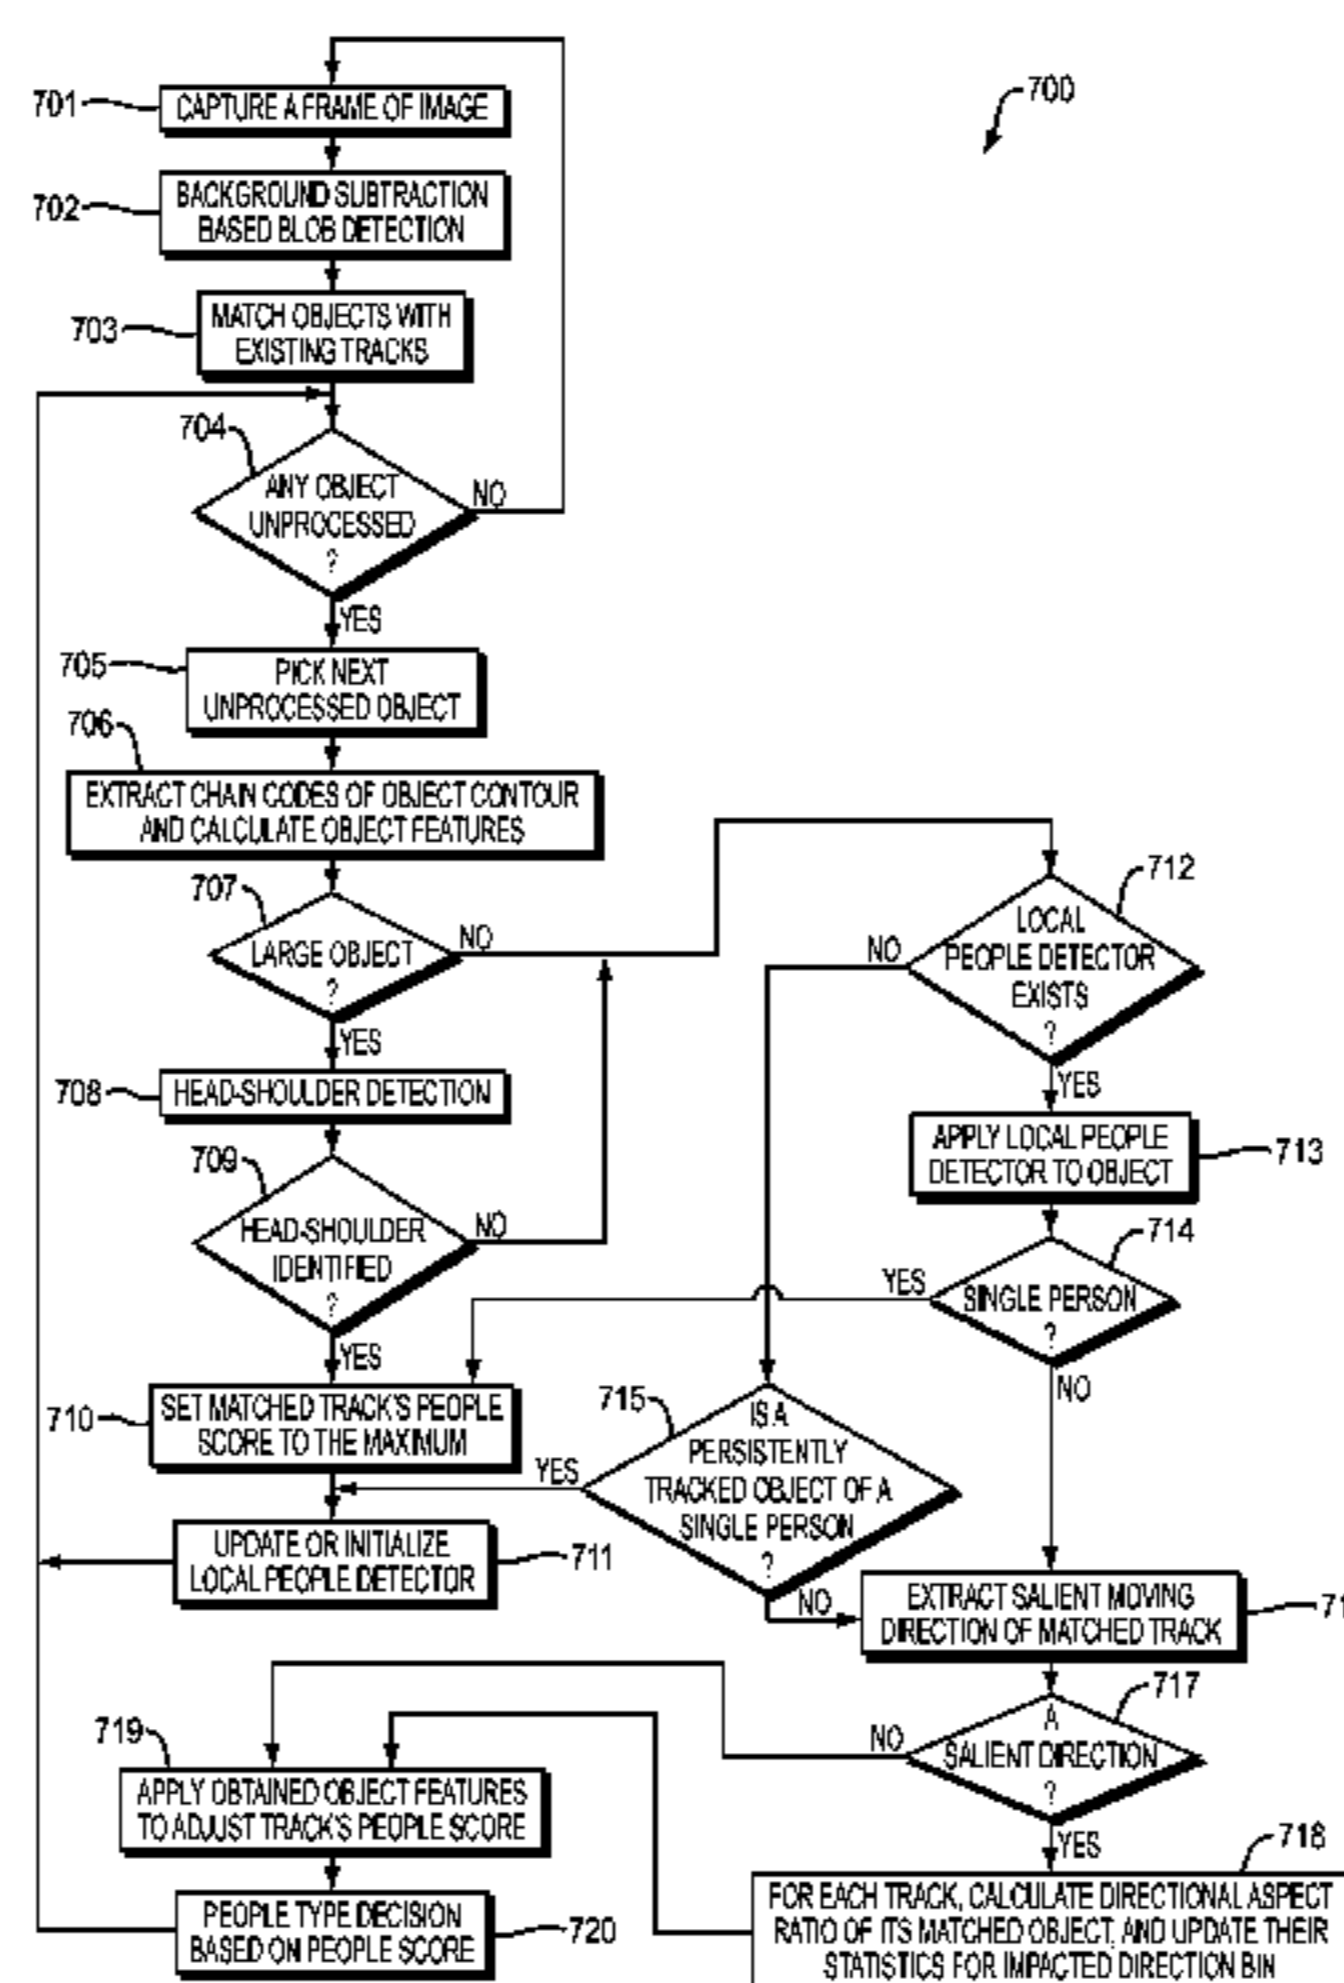 700
701
CAPTURE A FRAME OF IMAGE
702
BACKGROUND SUBTRACTION
BASED BLOB DETECTION
703
MATCH OBJECTS WITH
EXISTING TRACKS
704
ANY OBJECT
UNPROCESSED
?
NO
YES
705
PICK NEXT
UNPROCESSED OBJECT
706
EXTRACT CHAIN CODES OF OBJECT CONTOUR
AND CALCULATE OBJECT FEATURES
707
LARGE OBJECT
?
NO
YES
708
HEAD-SHOULDER DETECTION
709
HEAD-SHOULDER
IDENTIFIED
?
NO
YES
710
SET MATCHED TRACK'S PEOPLE
SCORE TO THE MAXIMUM
UPDATE OR INITIALIZE
LOCAL PEOPLE DETECTOR
711
712
LOCAL
PEOPLE DETECTOR
EXISTS
?
NO
YES
APPLY LOCAL PEOPLE
DETECTOR TO OBJECT
713
714
SINGLE PERSON
?
YES
NO
715
IS A
PERSISTENTLY
TRACKED OBJECT OF A
SINGLE PERSON
?
YES
NO
EXTRACT SALIENT MOVING
DIRECTION OF MATCHED TRACK
717
A
SALIENT DIRECTION
?
NO
YES
718
FOR EACH TRACK, CALCULATE DIRECTIONAL ASPECT
RATIO OF ITS MATCHED OBJECT, AND UPDATE THEIR
STATISTICS FOR IMPACTED DIRECTION BIN
719
APPLY OBTAINED OBJECT FEATURES
TO ADJUST TRACK'S PEOPLE SCORE
PEOPLE TYPE DECISION
BASED ON PEOPLE SCORE
720